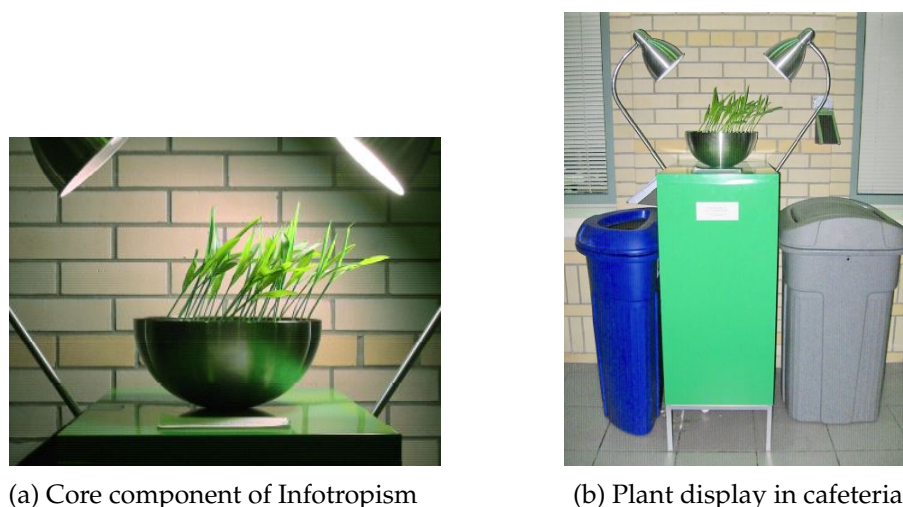 (a) Core component of Infotropism
(b) Plant display in cafeteria